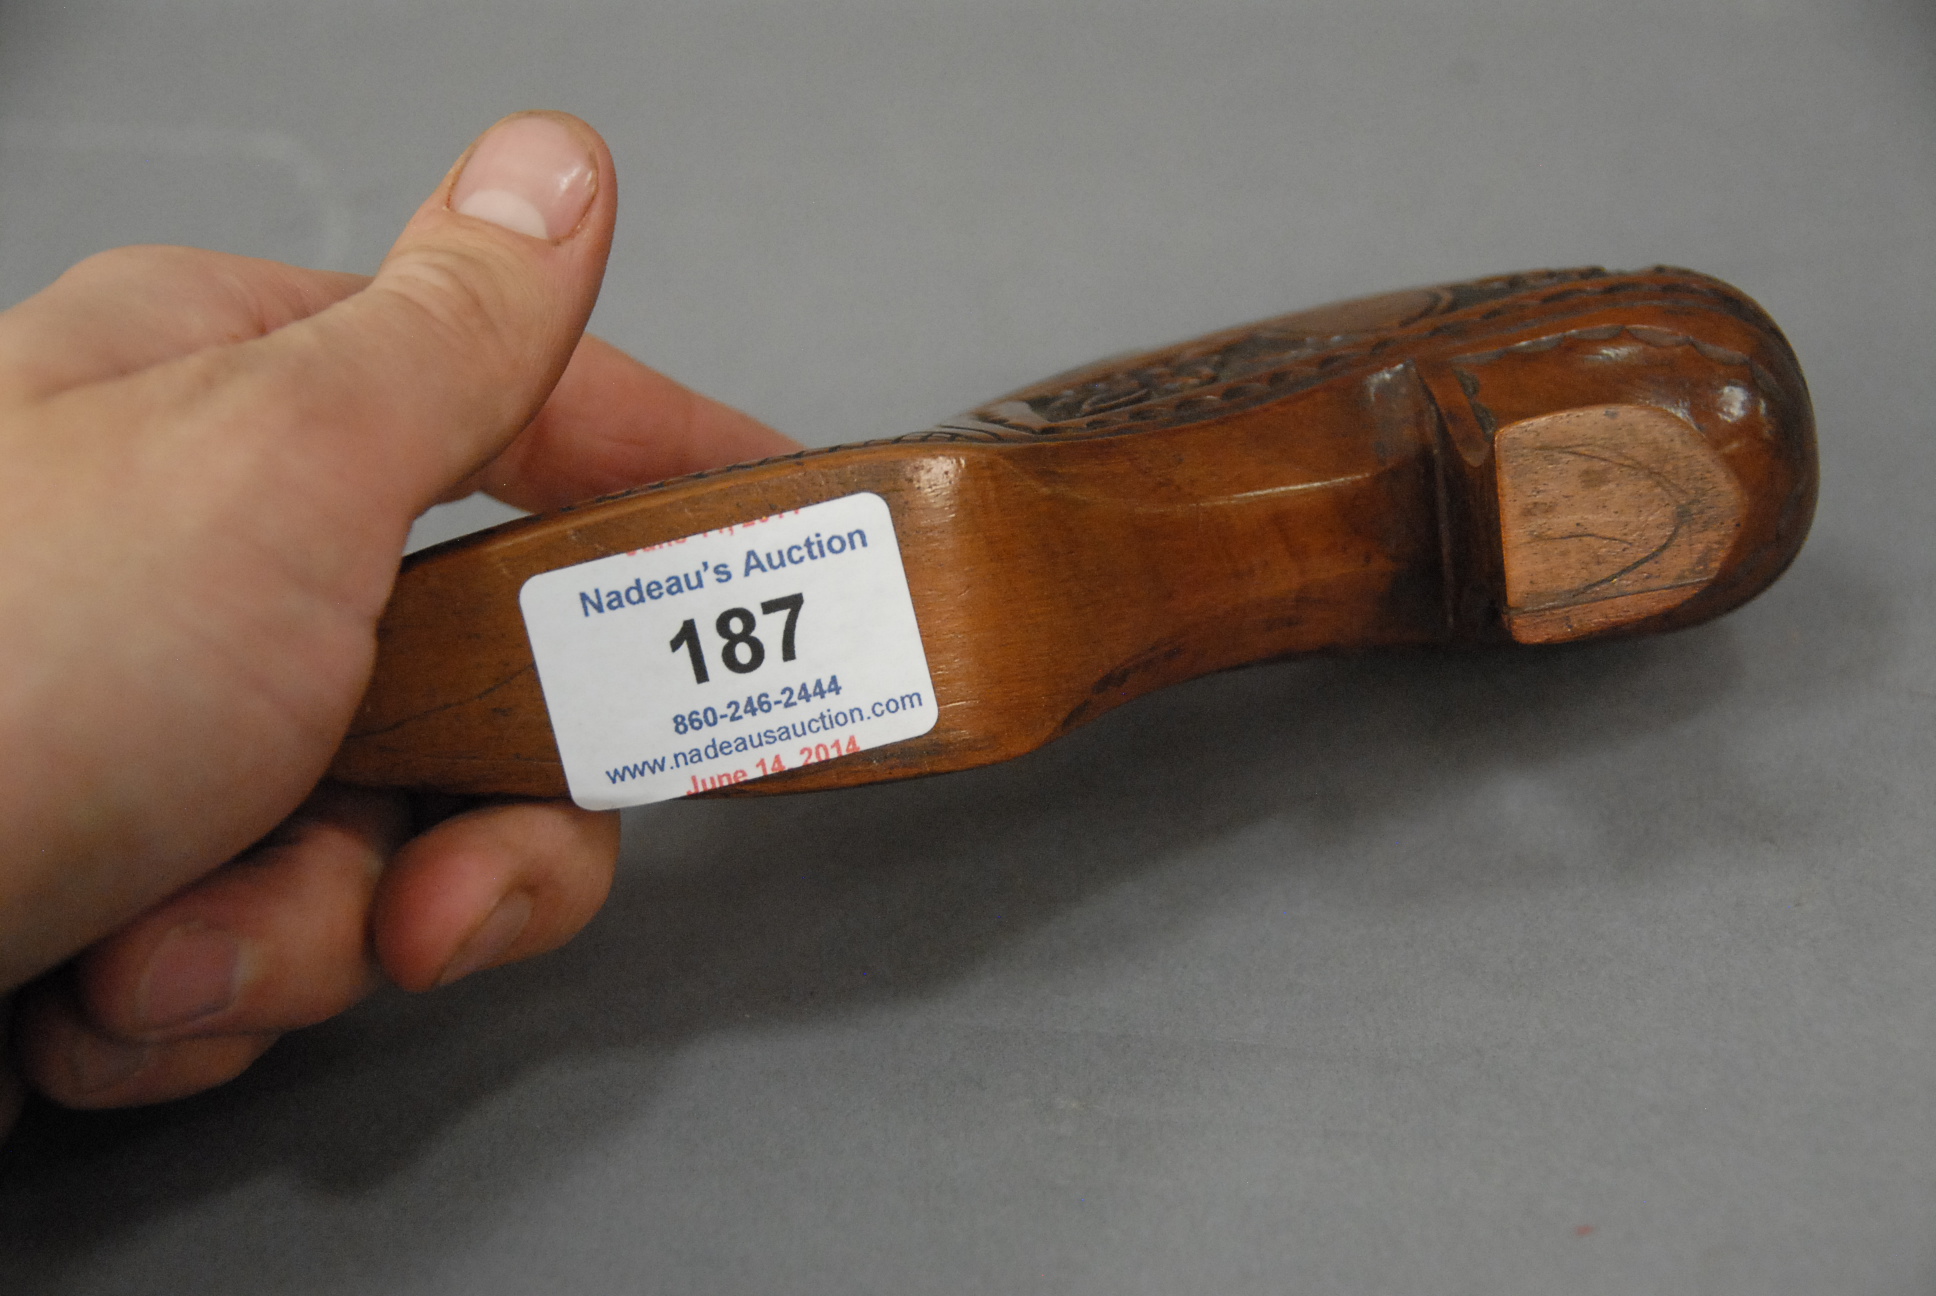 Nadeau's Auction
187
860-246-2444
www.nadeausauction.com
June 14, 2014